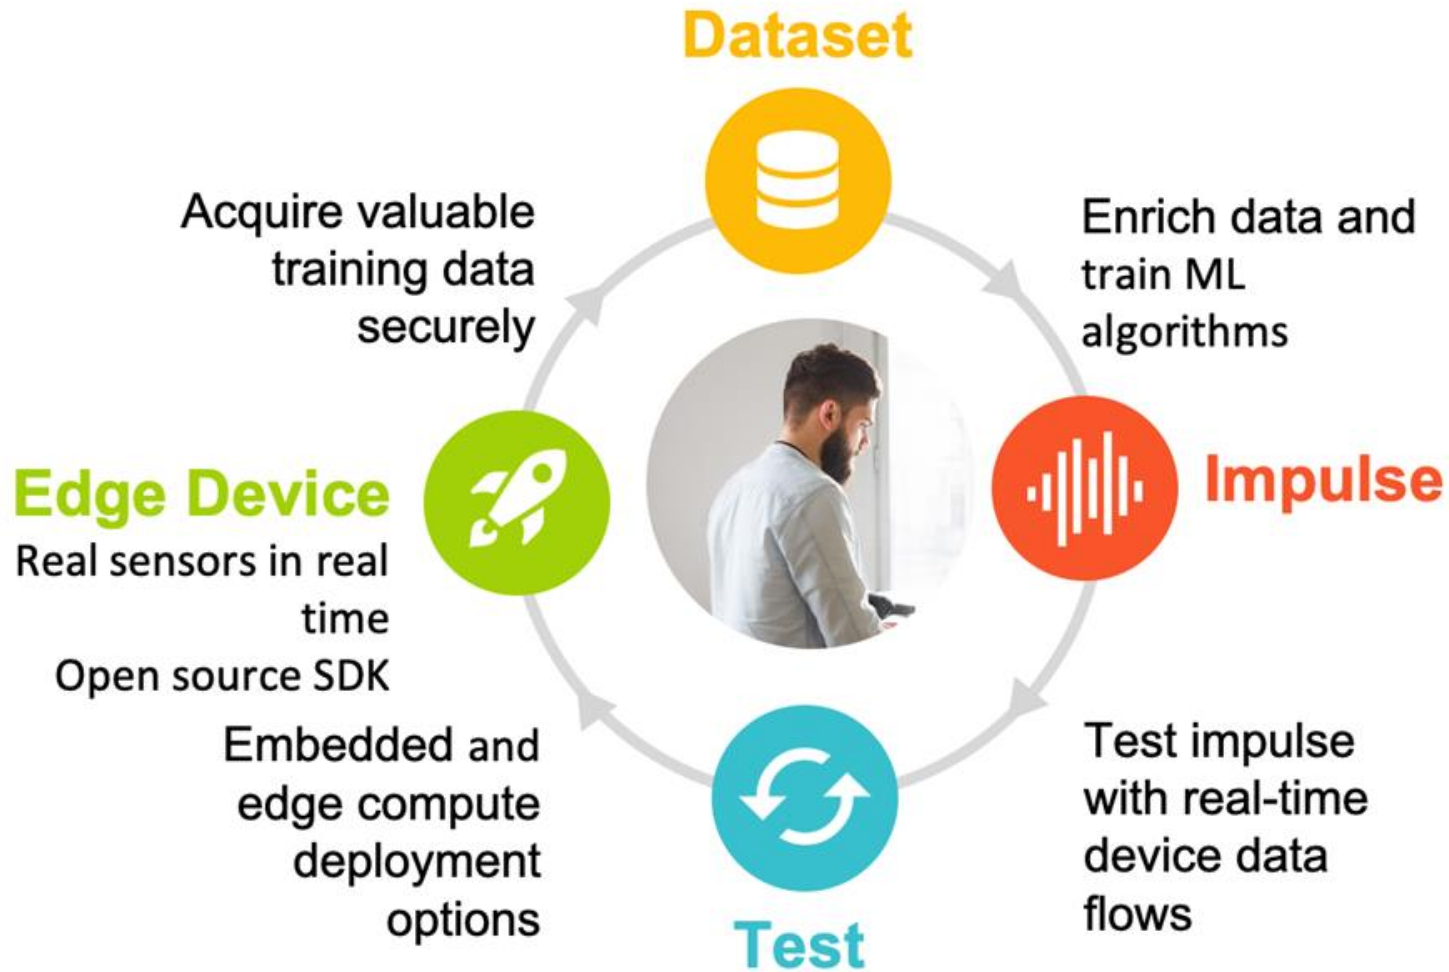 Dataset
Acquire valuable
training data
securely
Enrich data and
train ML
algorithms
Edge Device
Real sensors in real
time
Open source SDK
Impulse
Embedded and
edge compute
deployment
options
Test impulse
with real-time
device data
flows
Test